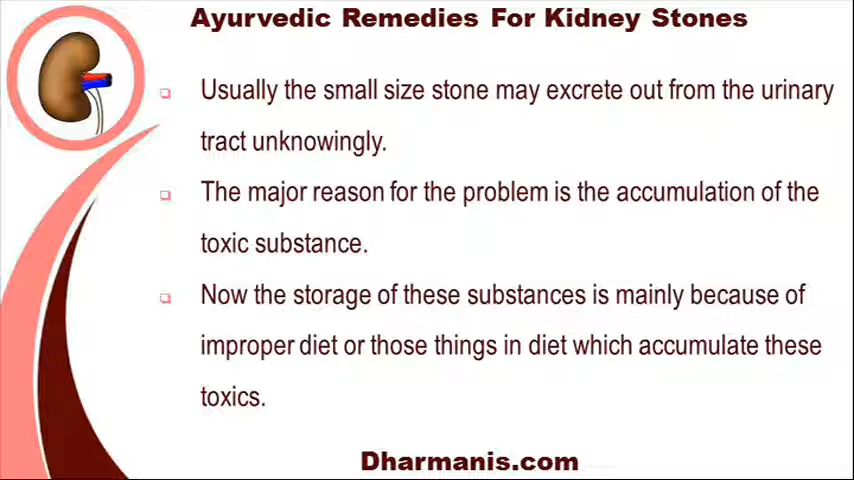 Ayurvedic Remedies For Kidney Stones
Usually the small size stone may excrete out from the urinary
tract unknowingly.
The major reason for the problem is the accumulation of the
toxic substance.
Now the storage of these substances is mainly because of
improper diet or those things in diet which accumulate these
toxics.
Dharmanis.com